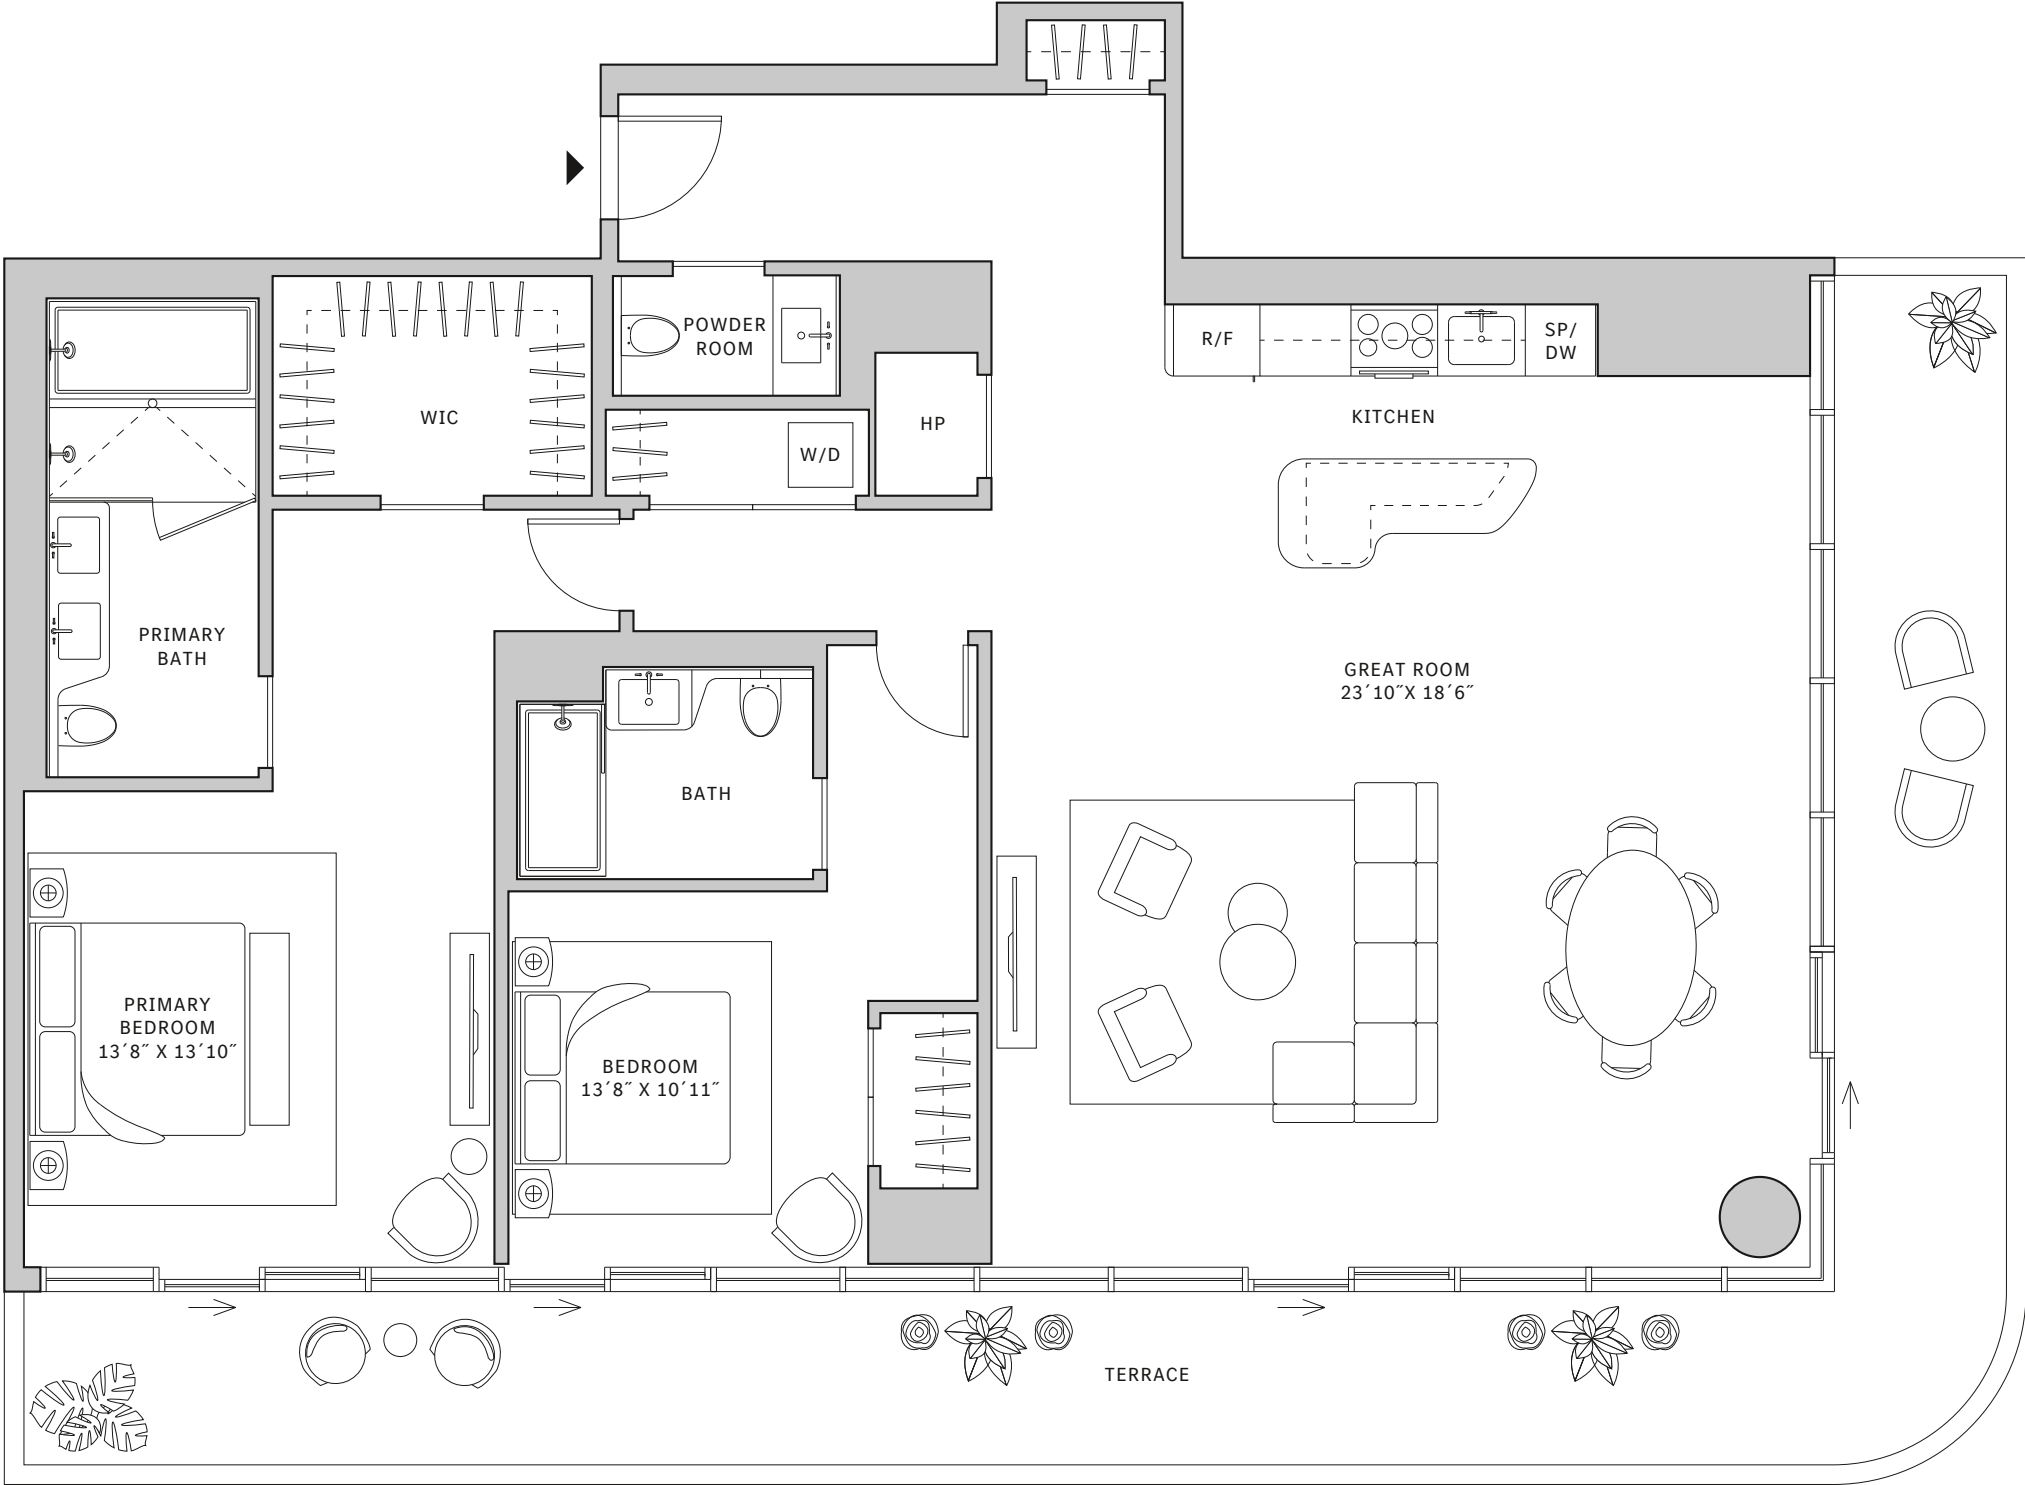 POWDER
ROOM
R/F
SP/
DW
WIC
KITCHEN
HP
W/D
PRIMARY
BATH
GREAT ROOM
23´10˝X 18´6˝
BATH
PRIMARY
BEDROOM
13´8˝ X 13´10˝
BEDROOM
13´8˝ X 10´11˝
TERRACE